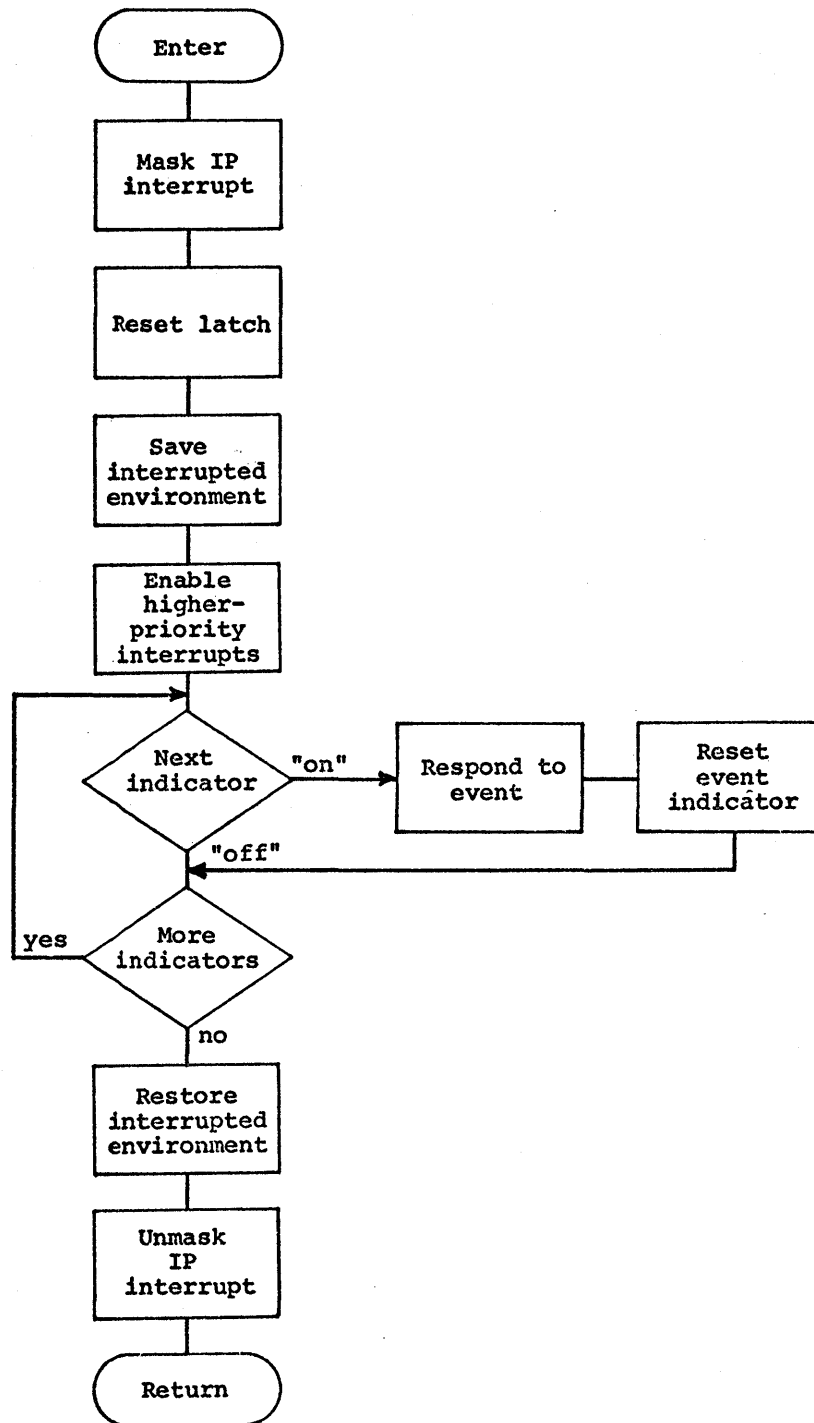 Enter
Mask IP
interrupt
Reset latch
Save
interrupted
environment
Enable
higher-
priority
interrupts
Next
indicator
"on"
Respond to
event
Reset
event
indicator
"off"
More
indicators
yes
no
Restore
interrupted
environment
Unmask
IP
interrupt
Return